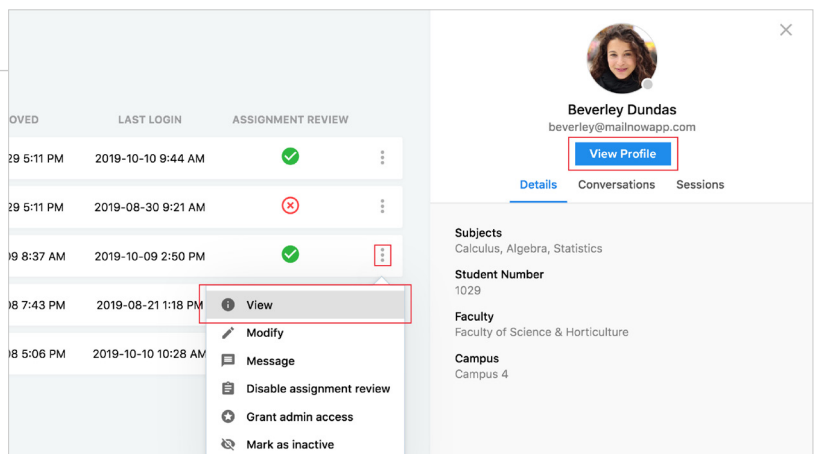 OVED LAST LOGIN ASSIGNMENT REVIEW
29 5:11 PM 2019-10-10 9:44 AM
29 5:11 PM 2019-08-30 9:21 AM
09 8:37 AM 2019-10-09 2:50 PM
08 7:43 PM 2019-08-21 1:18 PM
08 5:06 PM 2019-10-10 10:28 AM
View
Modify
Message
Disable assignment review
Grant admin access
Mark as inactive
Beverley Dundas
beverley@mailnowapp.com
View Profile
Details Conversations Sessions
Subjects
Calculus, Algebra, Statistics
Student Number
1029
Faculty
Faculty of Science & Horticulture
Campus
Campus 4